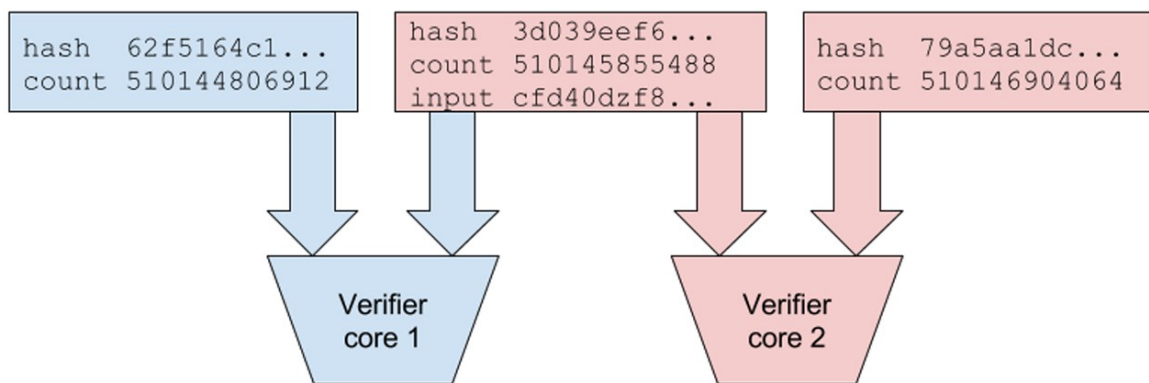 hash 62f5164c1...
count 510144806912
hash 3d039eef6...
count 510145855488
input cfd40dzf8...
hash 79a5aa1dc...
count 510146904064
Verifier
core 1
Verifier
core 2